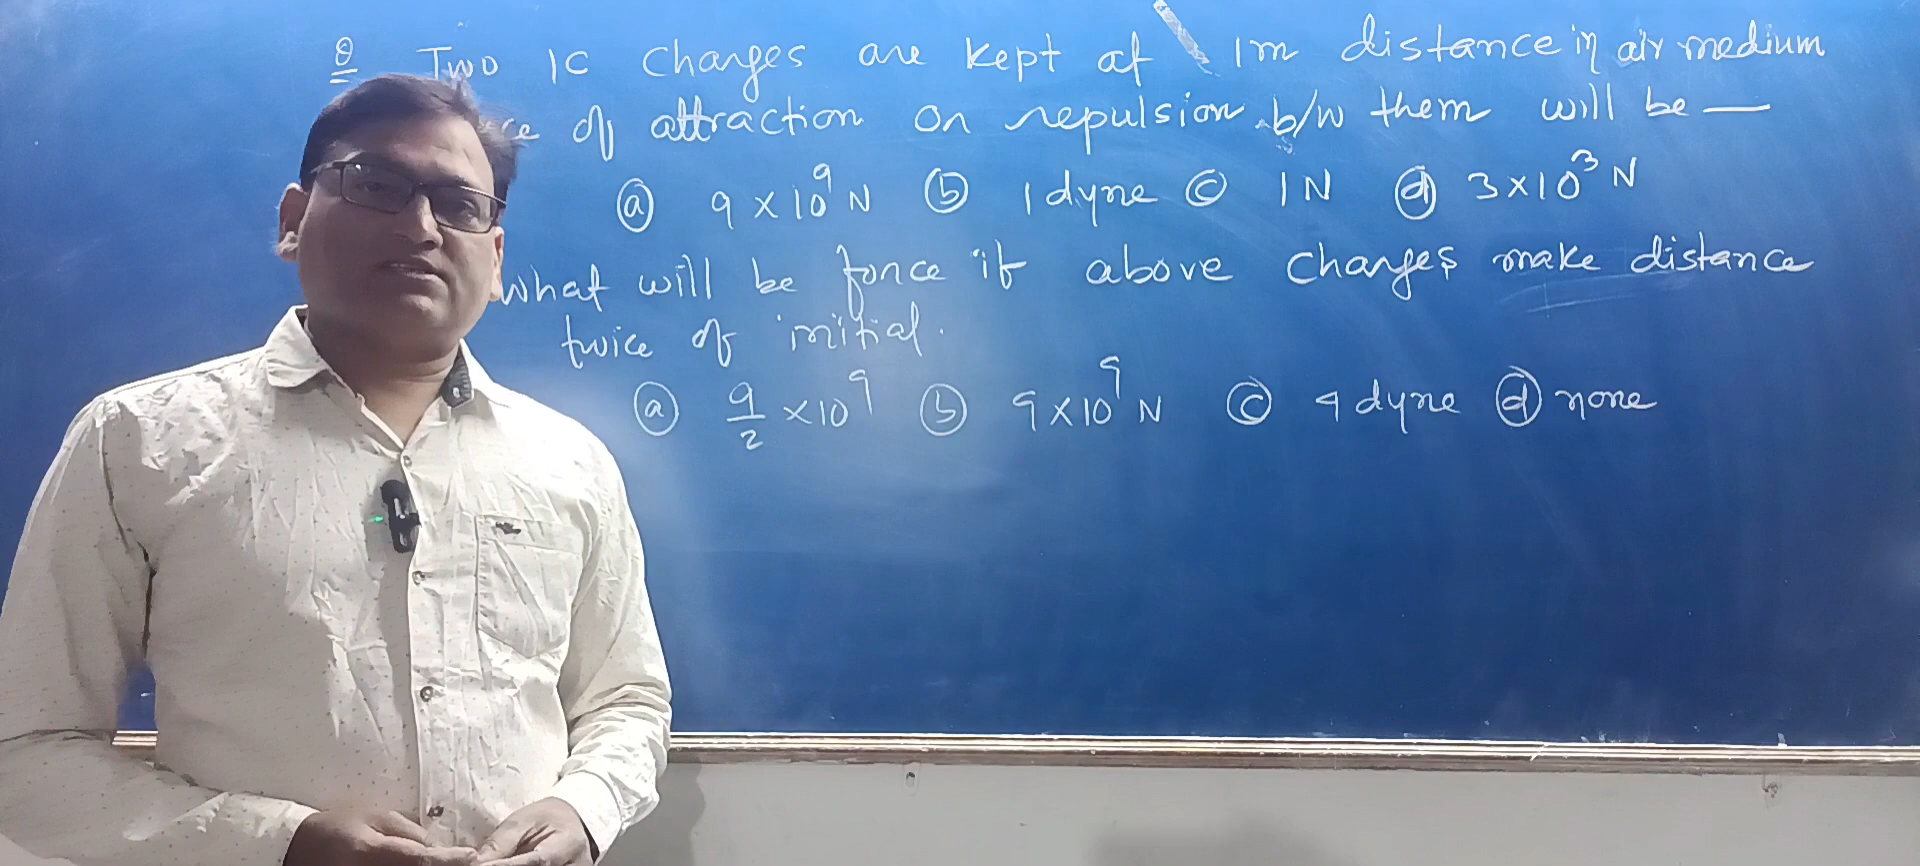 Q Two 1C Charges are kept at 1m distance in air medium
ce of attraction or repulsion b/w them will be —
(a) 9 × 10⁹ N (b) 1 dyne (c) 1 N (d) 3 × 10³ N
what will be force if above Charges make distance
twice of initial.
(a) 9/2 × 10⁹ (b) 9 × 10⁹ N (c) 9 dyne (d) none